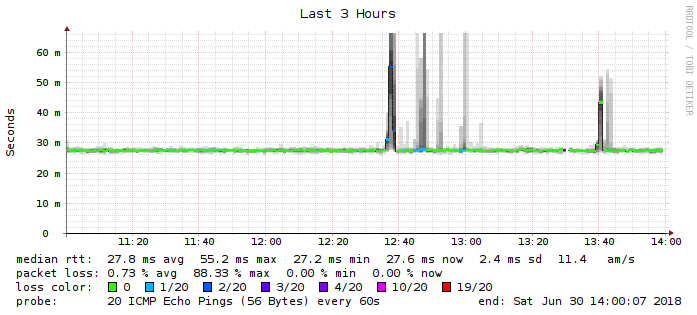 Last 3 Hours
RRDTOOL / TOBI OETIKER
Seconds
60 m
50 m
40 m
30 m
20 m
10 m
0
11:20 11:40 12:00 12:20 12:40 13:00 13:20 13:40 14:00
median rtt: 27.8 ms avg 55.2 ms max 27.2 ms min 27.6 ms now 2.4 ms sd 11.4 am/s
packet loss: 0.73 % avg 88.33 % max 0.00 % min 0.00 % now
loss color: 0 1/20 2/20 3/20 4/20 10/20 19/20
probe: 20 ICMP Echo Pings (56 Bytes) every 60s end: Sat Jun 30 14:00:07 2018